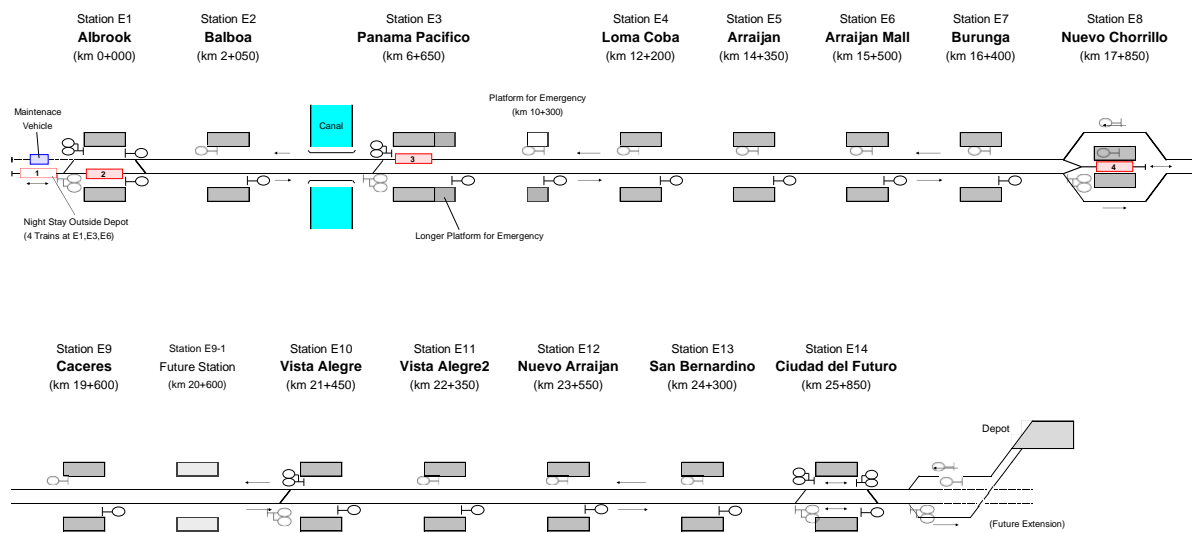 Station E1
Albrook
(km 0+000)
Station E2
Balboa
(km 2+050)
Station E3
Panama Pacifico
(km 6+650)
Station E4
Loma Coba
(km 12+200)
Station E5
Arraijan
(km 14+350)
Station E6
Arraijan Mall
(km 15+500)
Station E7
Burunga
(km 16+400)
Station E8
Nuevo Chorrillo
(km 17+850)
Maintenace
Vehicle
Canal
Platform for Emergency
(km 10+300)
1
2
3
4
Night Stay Outside Depot
(4 Trains at E1,E3,E6)
Longer Platform for Emergency
Station E9
Caceres
(km 19+600)
Station E9-1
Future Station
(km 20+600)
Station E10
Vista Alegre
(km 21+450)
Station E11
Vista Alegre2
(km 22+350)
Station E12
Nuevo Arraijan
(km 23+550)
Station E13
San Bernardino
(km 24+300)
Station E14
Ciudad del Futuro
(km 25+850)
Depot
(Future Extension)